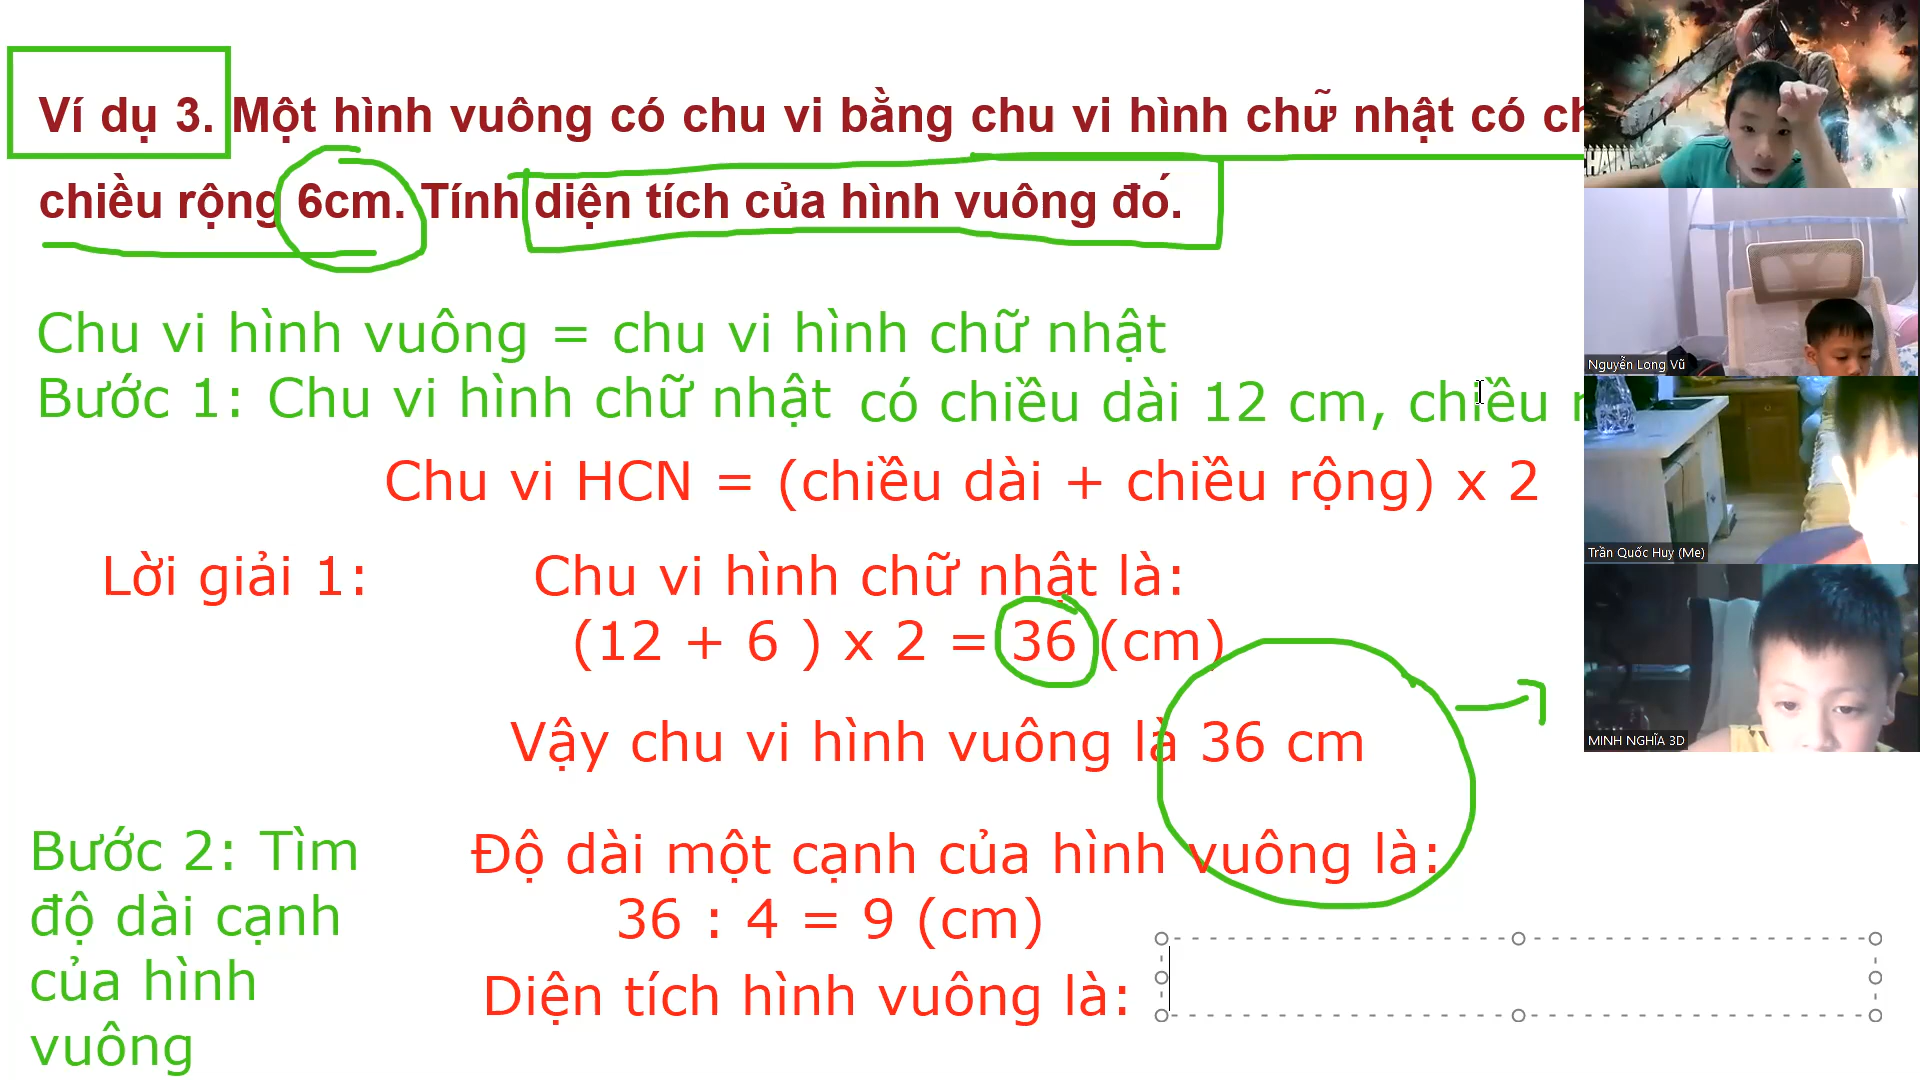 Ví dụ 3. Một hình vuông có chu vi bằng chu vi hình chữ nhật có
chiều rộng 6cm. Tính diện tích của hình vuông đó.
Chu vi hình vuông = chu vi hình chữ nhật
Bước 1: Chu vi hình chữ nhật có chiều dài 12 cm, chiều
Chu vi HCN = (chiều dài + chiều rộng) x 2
Lời giải 1:
Chu vi hình chữ nhật là:
(12 + 6 ) x 2 = 36 (cm)
Vậy chu vi hình vuông là 36 cm
Bước 2: Tìm
độ dài cạnh
của hình
vuông
Độ dài một cạnh của hình vuông là:
36 : 4 = 9 (cm)
Diện tích hình vuông là:
Nguyễn Long Vũ
Trần Quốc Huy (Me)
MINH NGHĨA 3D